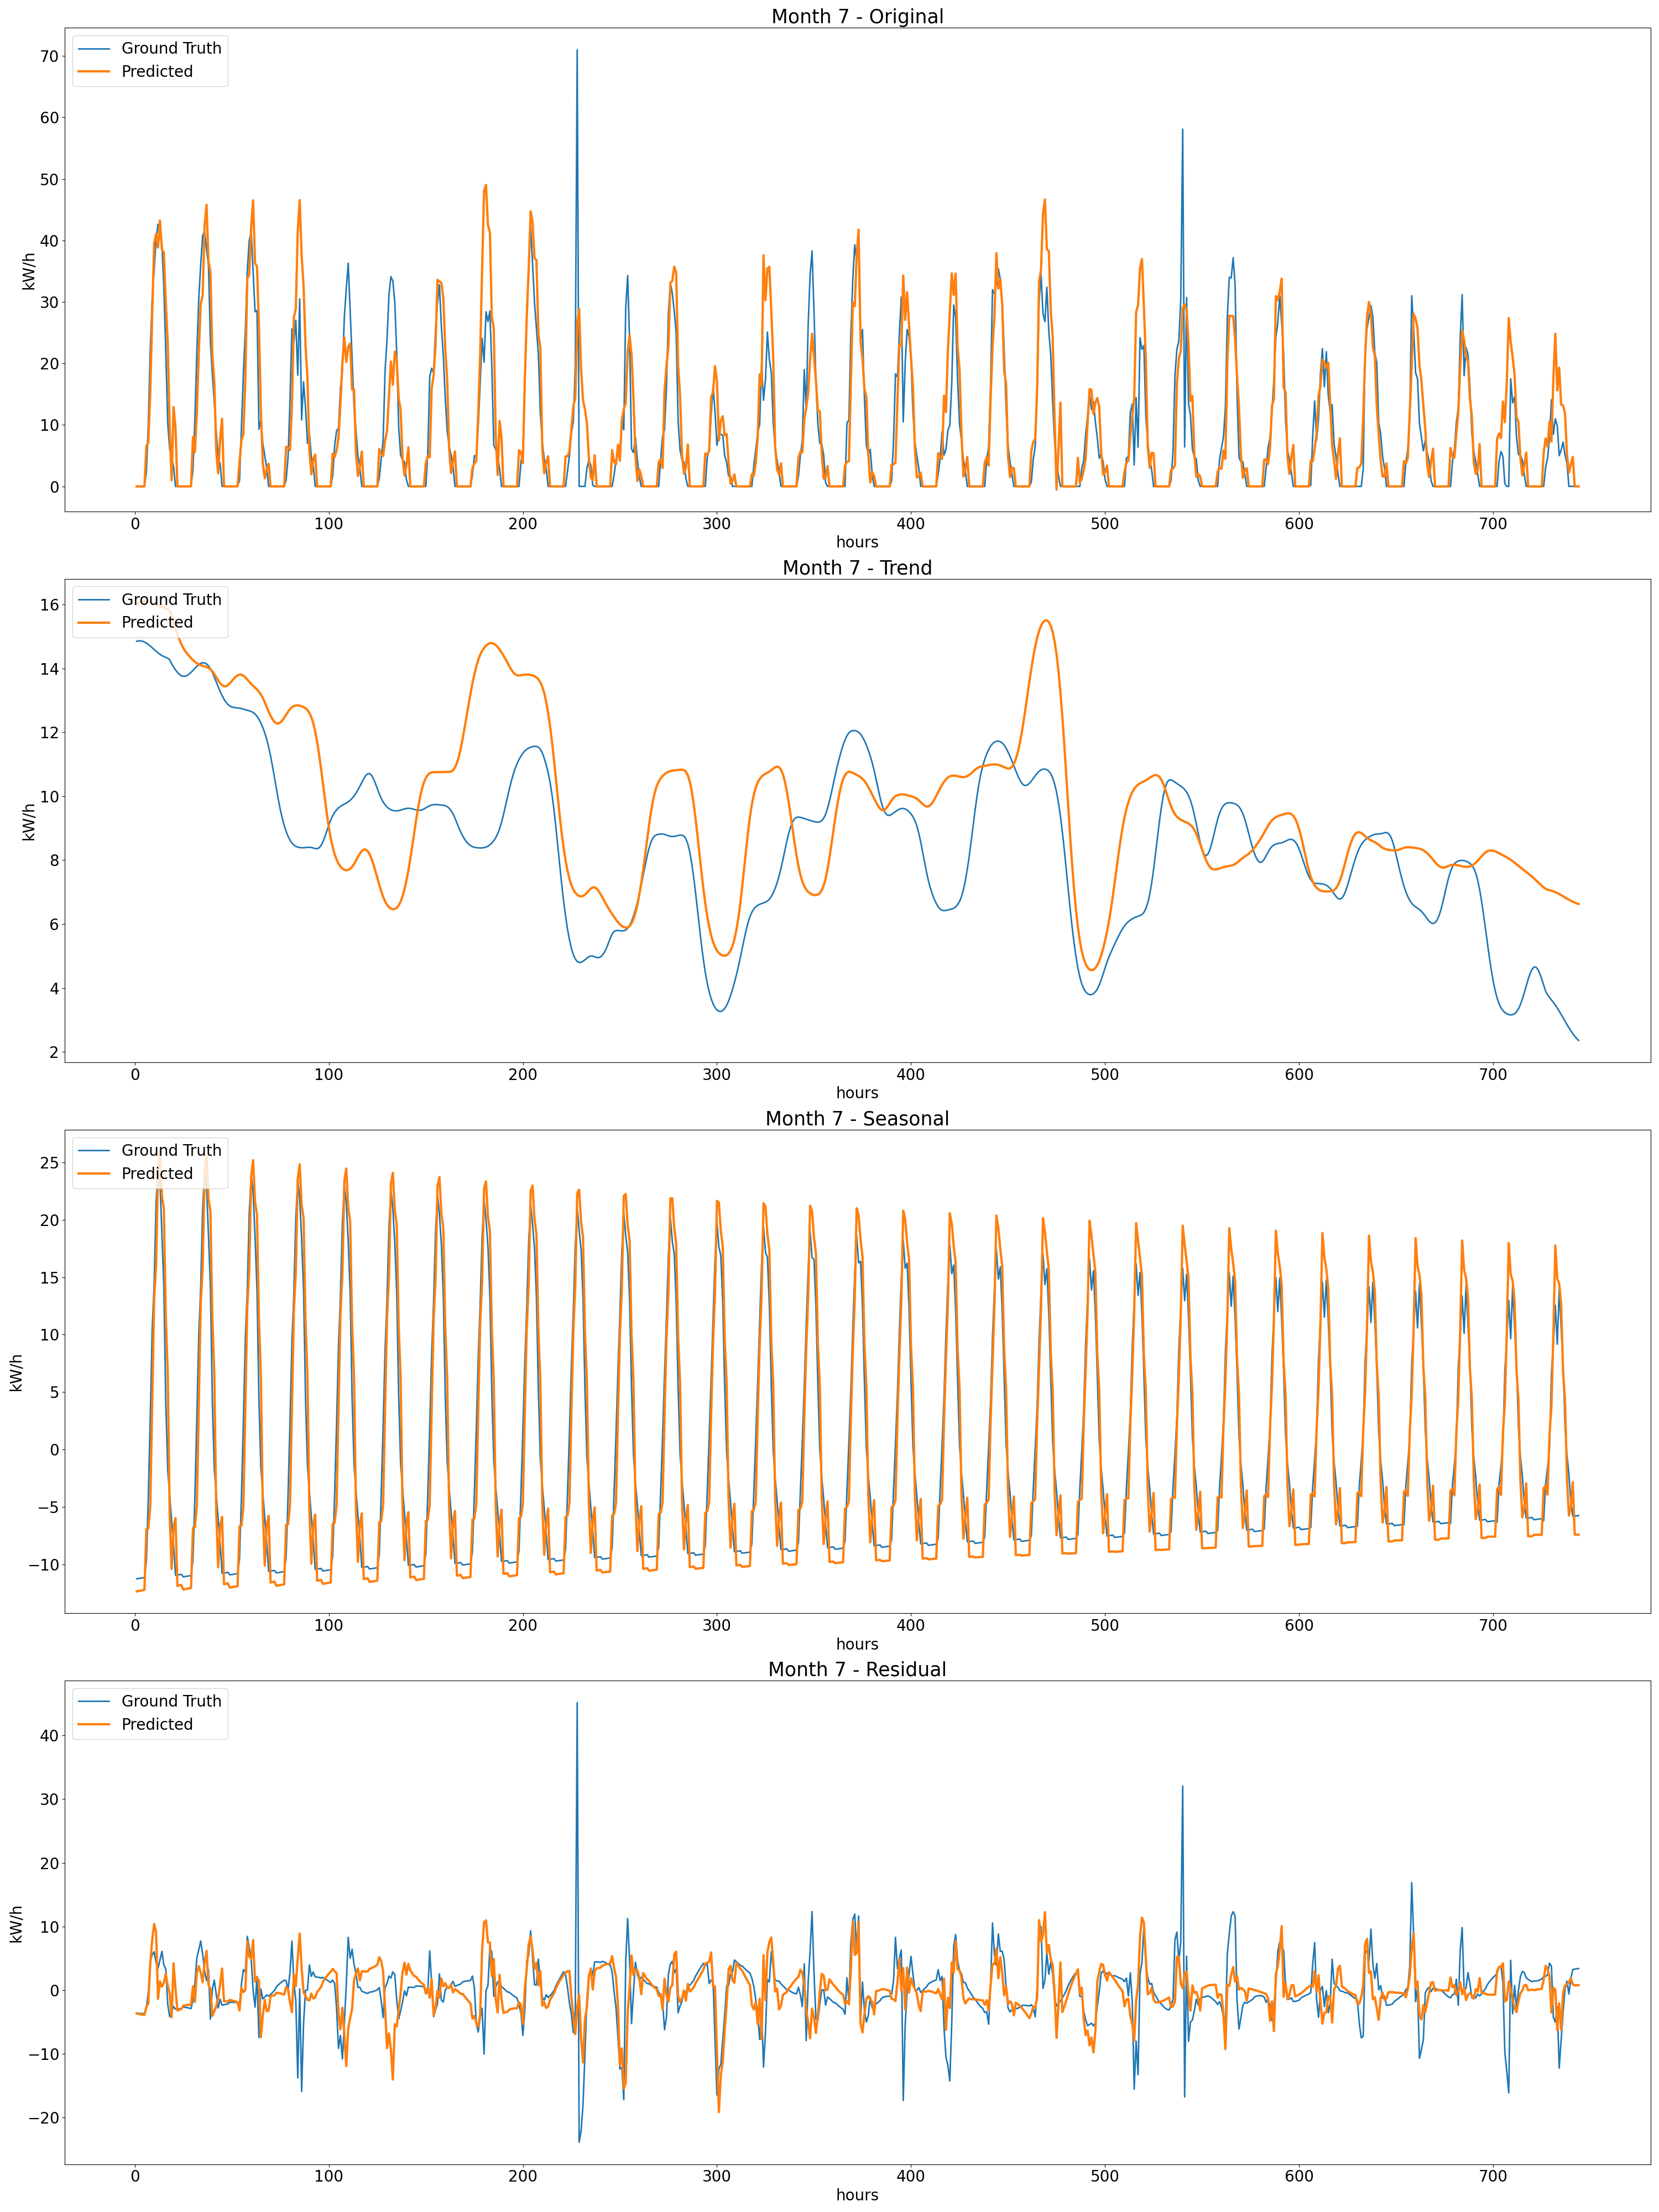 Month 7 - Original
Ground Truth
Predicted
70
60
50
40
30
20
10
0
kW/h
0 100 200 300 400 500 600 700
hours
Month 7 - Trend
Ground Truth
Predicted
16
14
12
10
8
6
4
2
kW/h
0 100 200 300 400 500 600 700
hours
Month 7 - Seasonal
Ground Truth
Predicted
25
20
15
10
5
0
−5
−10
kW/h
0 100 200 300 400 500 600 700
hours
Month 7 - Residual
Ground Truth
Predicted
40
30
20
10
0
−10
−20
kW/h
0 100 200 300 400 500 600 700
hours